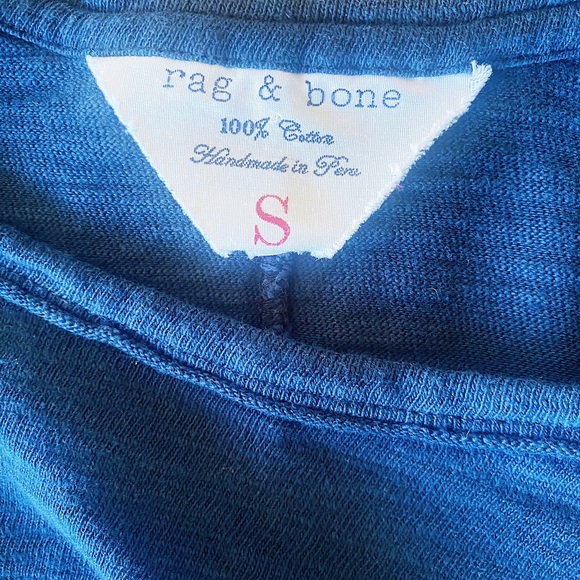 rag & bone
100% Cotton
Handmade in Peru
S